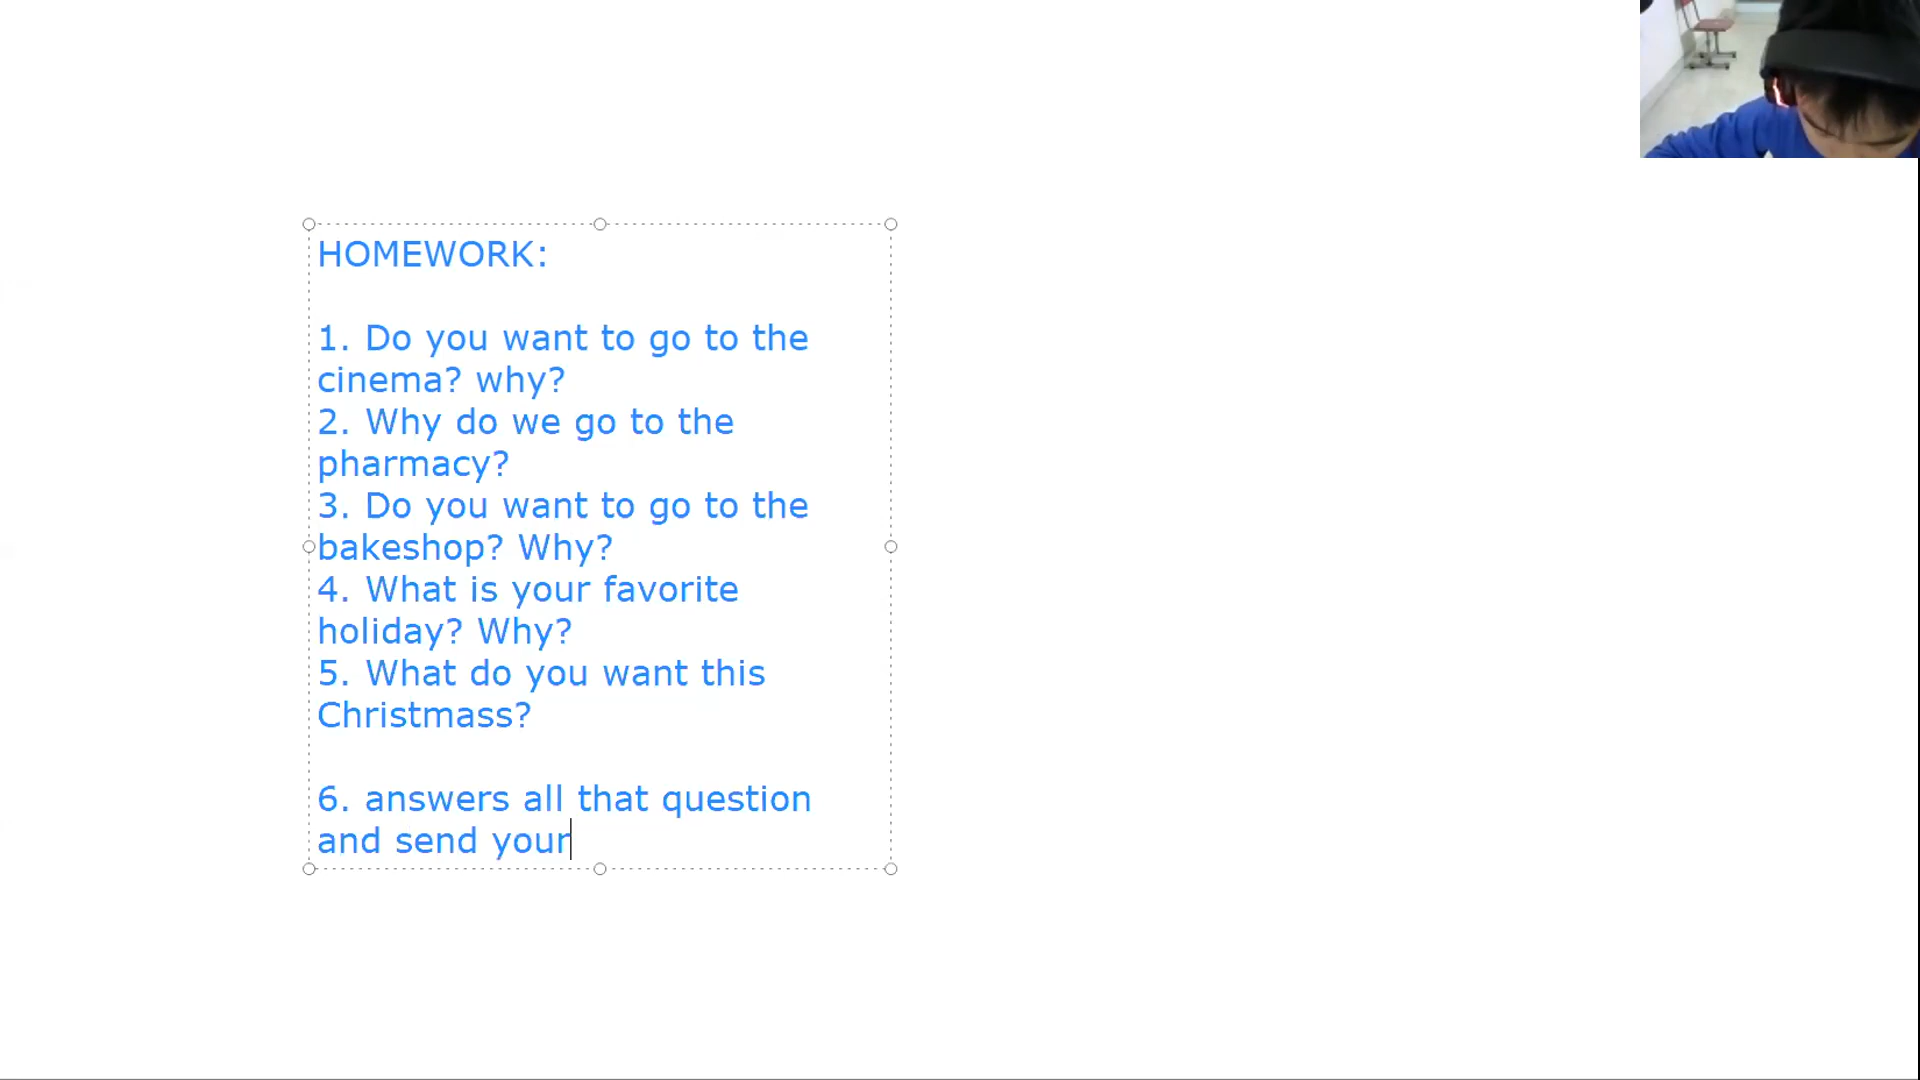 HOMEWORK:
1. Do you want to go to the
cinema? why?
2. Why do we go to the
pharmacy?
3. Do you want to go to the
bakeshop? Why?
4. What is your favorite
holiday? Why?
5. What do you want this
Christmass?
6. answers all that question
and send your